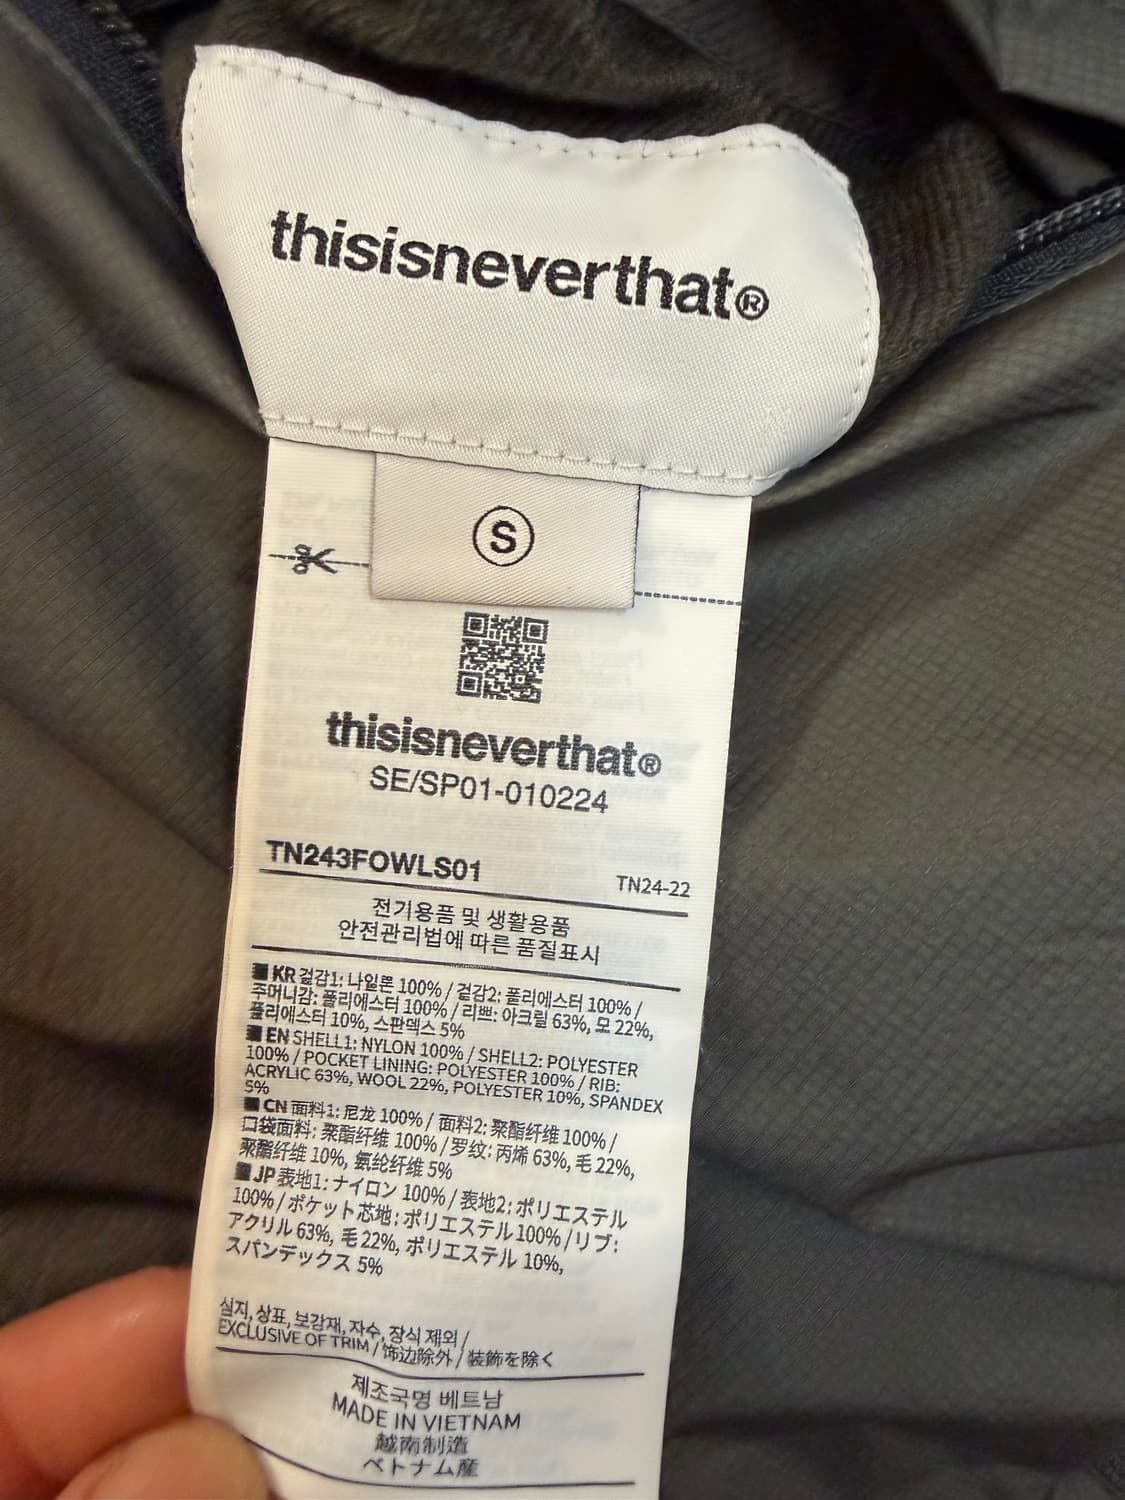 thisisneverthat®
S
thisisneverthat®
SE/SP01-010224
TN243FOWLS01
TN24-22
전기용품 및 생활용품
안전관리법에 따른 품질표시
KR 겉감1: 나일론 100% / 겉감2: 폴리에스터 100% /
주머니감: 폴리에스터 100% / 리쁘: 아크릴 63%, 모 22%,
폴리에스터 10%, 스판덱스 5%
EN SHELL1: NYLON 100% / SHELL2: POLYESTER
100% / POCKET LINING: POLYESTER 100% / RIB:
ACRYLIC 63%, WOOL 22%, POLYESTER 10%, SPANDEX
5%
CN 面料1: 尼龙 100% / 面料2: 聚酯纤维 100% /
口袋面料: 聚酯纤维 100% / 罗纹: 丙烯 63%, 毛 22%,
聚酯纤维 10%, 氨纶纤维 5%
JP 表地1: ナイロン 100% / 表地2: ポリエステル
100% / ポケット芯地: ポリエステル 100% / リブ:
アクリル 63%, 毛 22%, ポリエステル 10%,
スパンデックス 5%
심지, 상표, 보강재, 자수, 장식 제외 /
EXCLUSIVE OF TRIM / 饰边除外 / 装飾を除く
제조국명 베트남
MADE IN VIETNAM
越南制造
ベトナム産